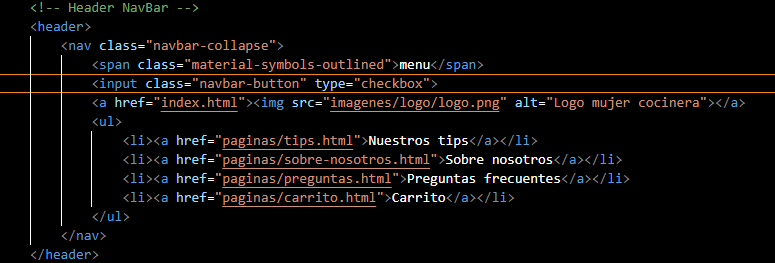 <!-- Header NavBar -->
<header>
<nav class="navbar-collapse">
<span class="material-symbols-outlined">menu</span>
<input class="navbar-button" type="checkbox">
<a href="index.html"><img src="imagenes/logo/logo.png" alt="Logo mujer cocinera"></a>
<ul>
<li><a href="paginas/tips.html">Nuestros tips</a></li>
<li><a href="paginas/sobre-nosotros.html">Sobre nosotros</a></li>
<li><a href="paginas/preguntas.html">Preguntas frecuentes</a></li>
<li><a href="paginas/carrito.html">Carrito</a></li>
</ul>
</nav>
</header>